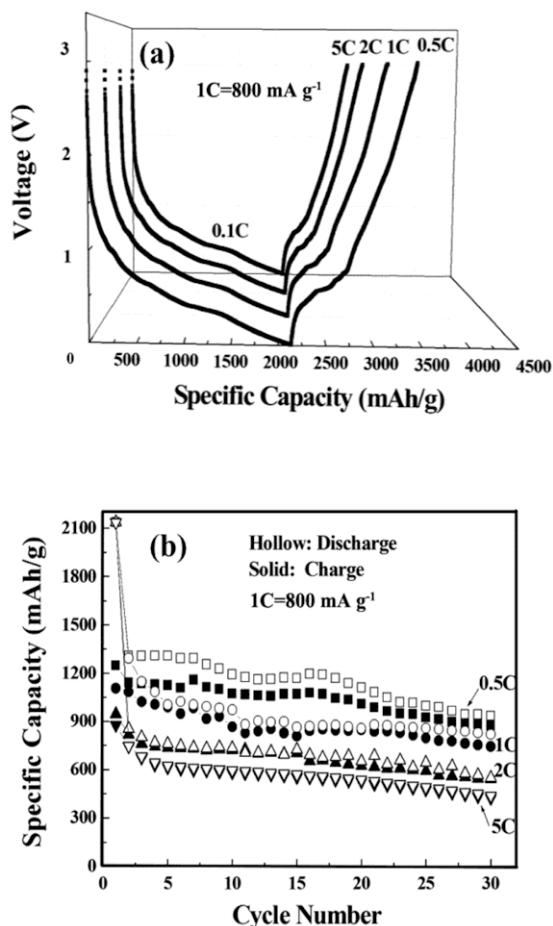 (a)
5C 2C 1C 0.5C
1C=800 mA g⁻¹
0.1C
Voltage (V)
3
2
1
0
0 500 1000 1500 2000 2500 3000 3500 4000 4500
Specific Capacity (mAh/g)
(b)
Hollow: Discharge
Solid: Charge
1C=800 mA g⁻¹
0.5C
1C
2C
5C
Specific Capacity (mAh/g)
2100
1800
1500
1200
900
600
300
0
0 5 10 15 20 25 30
Cycle Number